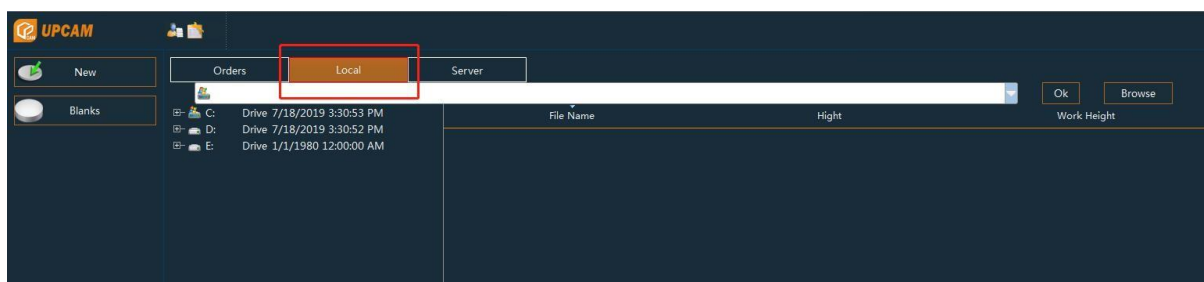 UPCAM
New
Orders Local Server
Ok Browse
Blanks
C: Drive 7/18/2019 3:30:53 PM
File Name Hight Work Height
D: Drive 7/18/2019 3:30:52 PM
E: Drive 1/1/1980 12:00:00 AM